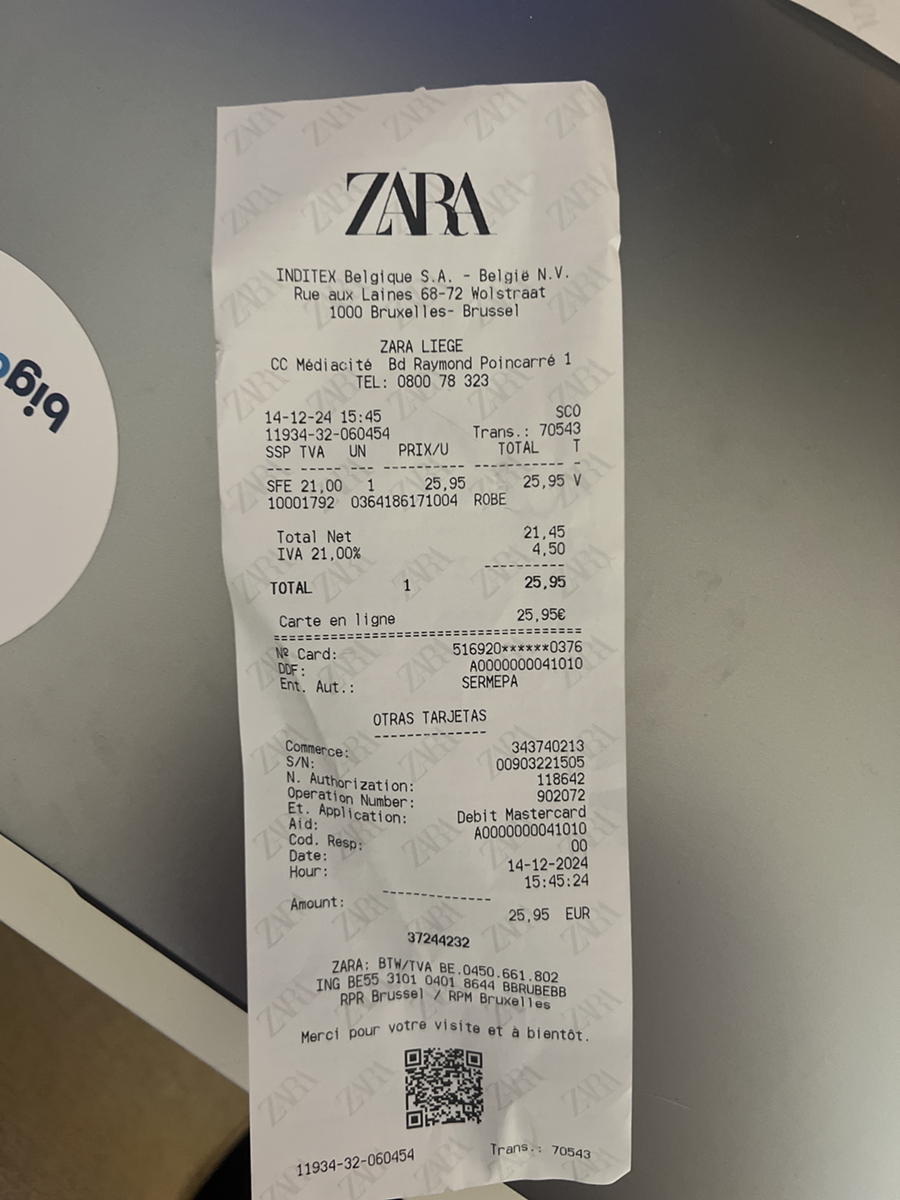 ZARA
INDITEX Belgique S.A. - België N.V.
Rue aux Laines 68-72 Wolstraat
1000 Bruxelles- Brussel
ZARA LIEGE
CC Médiacité Bd Raymond Poincarré 1
TEL: 0800 78 323
14-12-24 15:45 SCO
11934-32-060454 Trans.: 70543
SSP TVA UN PRIX/U TOTAL T
--- ----- --- ---------- ----------- -
SFE 21,00 1 25,95 25,95 V
10001792 0364186171004 ROBE
Total Net 21,45
IVA 21,00% 4,50
----------
TOTAL 1 25,95
Carte en ligne 25,95€
======================================
Nº Card: 516920******0376
DDF: A0000000041010
Ent. Aut.: SERMEPA
OTRAS TARJETAS
--------------
Commerce: 343740213
S/N: 00903221505
N. Authorization: 118642
Operation Number: 902072
Et. Application: Debit Mastercard
Aid: A0000000041010
Cod. Resp: 00
Date: 14-12-2024
Hour: 15:45:24
--------------
Amount: 25,95 EUR
37244232
ZARA: BTW/TVA BE.0450.661.802
ING BE55 3101 0401 8644 BBRUBEBB
RPR Brussel / RPM Bruxelles
Merci pour votre visite et à bientôt.
11934-32-060454 Trans.: 70543